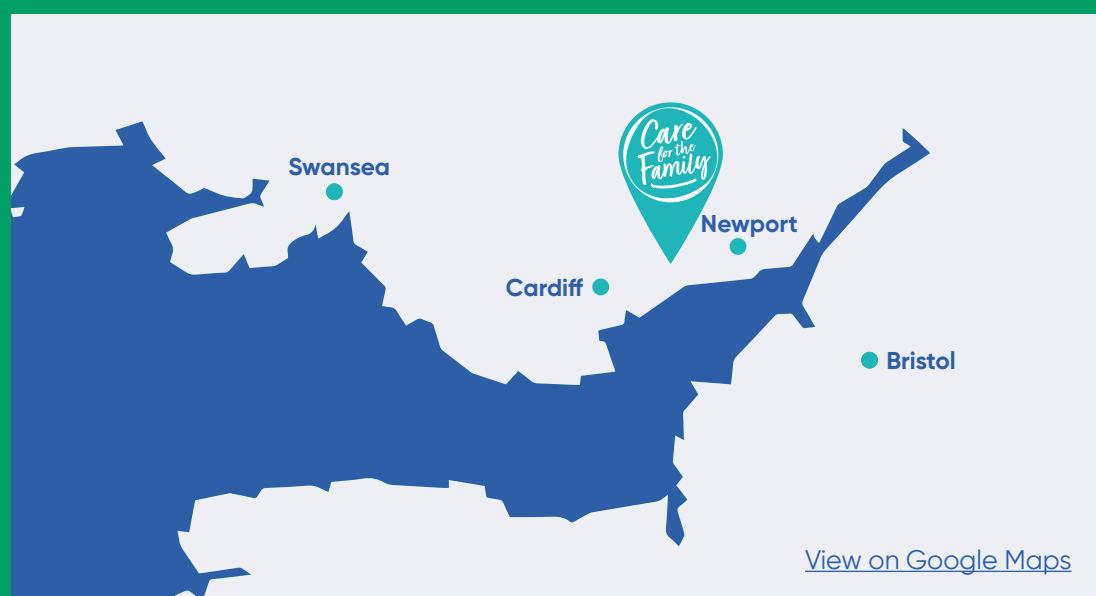 Swansea
Care
for the
Family
Newport
Cardiff
Bristol
View on Google Maps